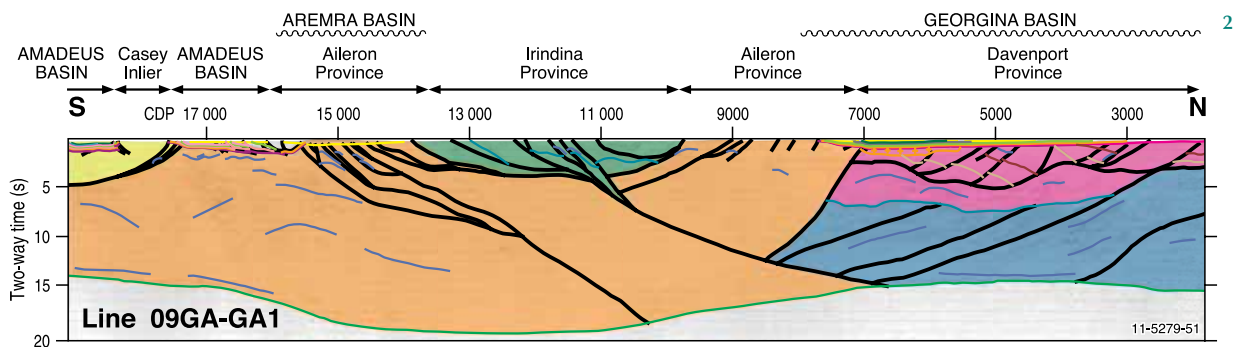 2
AREMRA BASIN
GEORGINA BASIN
AMADEUS BASIN
Casey Inlier
AMADEUS BASIN
Aileron Province
Irindina Province
Aileron Province
Davenport Province
S
N
CDP 17 000 15 000 13 000 11 000 9000 7000 5000 3000
Two-way time (s)
5
10
15
20
Line 09GA-GA1
11-5279-51